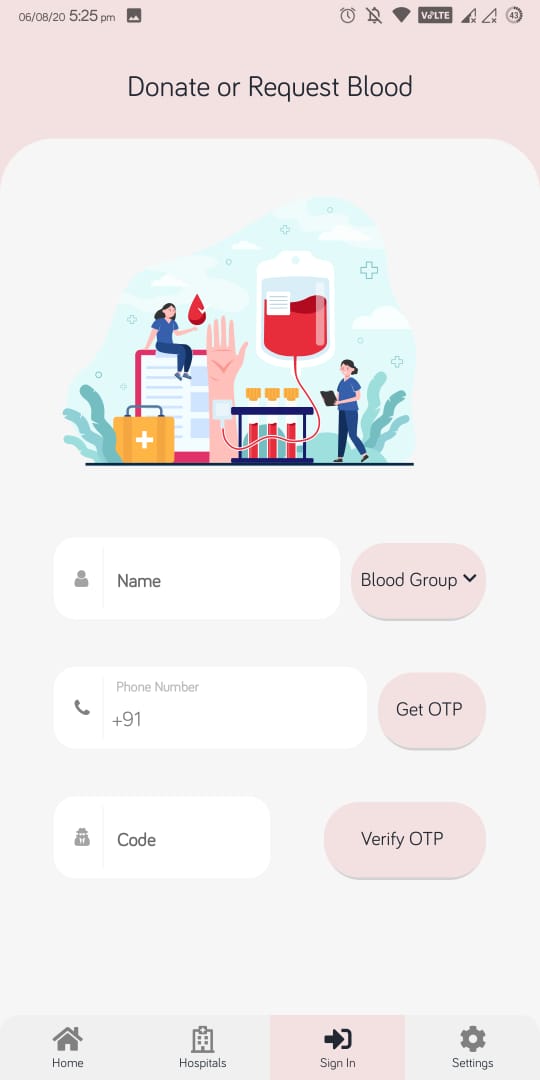 06/08/20 5:25 pm
VoLTE
43
Donate or Request Blood
Name
Blood Group
Phone Number
+91
Get OTP
Code
Verify OTP
Home
Hospitals
Sign In
Settings